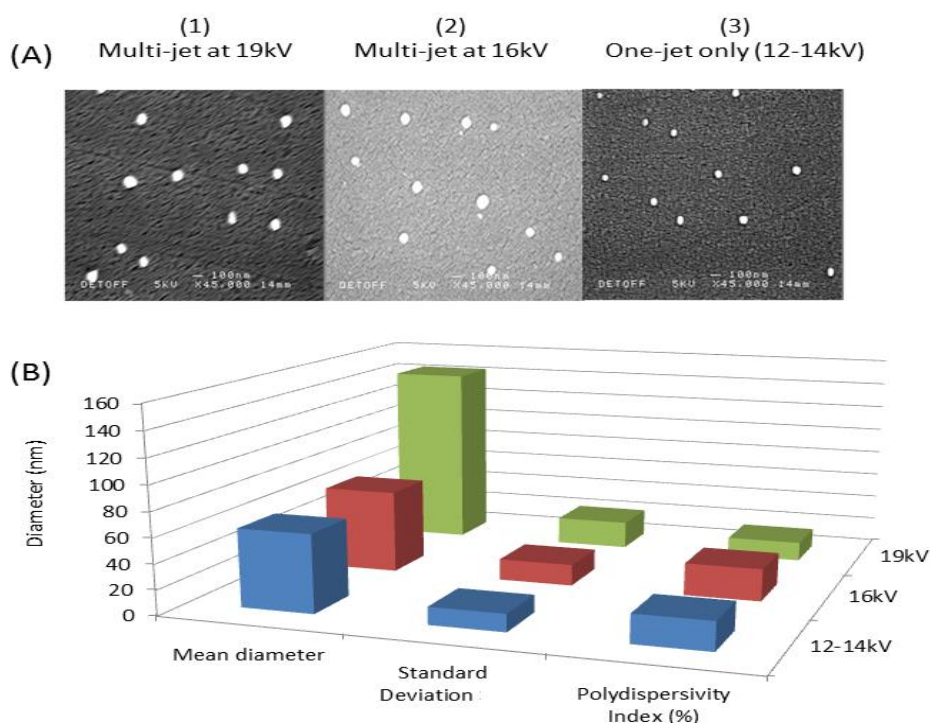 (1)
Multi-jet at 19kV
(2)
Multi-jet at 16kV
(3)
One-jet only (12-14kV)
(A)
100nm
DETOFF 5KV X45,000 14mm
100nm
DETOFF 5KV X45,000 14mm
100nm
DETOFF 5KV X45,000 14mm
(B)
160
140
120
100
80
60
40
20
0
Diameter (nm)
19kV
16kV
12-14kV
Mean diameter
Standard
Deviation
Polydispersivity
Index (%)